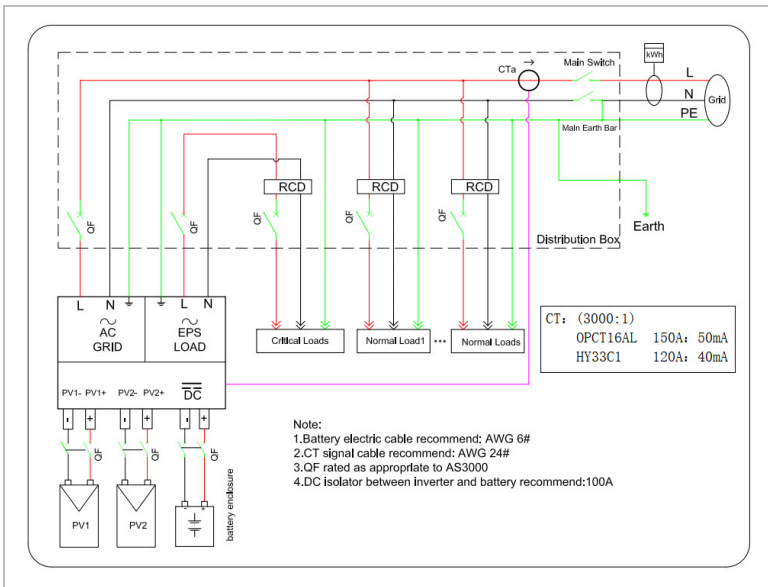 kWh
Main Switch
CTa
L
N
PE
Grid
Main Earth Bar
RCD
RCD
RCD
QF
QF
QF
QF
QF
Earth
Distribution Box
L
N
L
N
AC
GRID
EPS
LOAD
Critical Loads
Normal Load1
Normal Loads
CT: (3000:1)
OPCT16AL 150A: 50mA
HY33C1 120A: 40mA
PV1-
PV1+
PV2-
PV2+
DC
-
+
-
+
-
+
QF
QF
QF
PV1
PV2
-
+
battery enclosure
Note:
1.Battery electric cable recommend: AWG 6#
2.CT signal cable recommend: AWG 24#
3.QF rated as appropriate to AS3000
4.DC isolator between inverter and battery recommend:100A